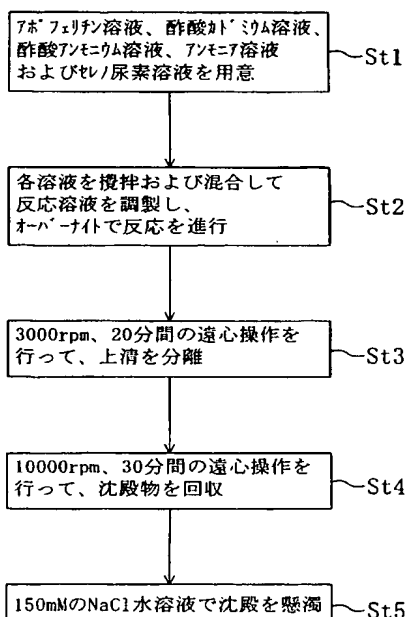 ｱﾎﾟﾌｪﾘﾁﾝ溶液、酢酸ｶﾄﾞﾐｳﾑ溶液、
酢酸ｱﾝﾓﾆｳﾑ溶液、ｱﾝﾓﾆｱ溶液
およびｾﾚﾉ尿素溶液を用意
St1
各溶液を攪拌および混合して
反応溶液を調製し、
ｵｰﾊﾞｰﾅｲﾄで反応を進行
St2
3000rpm、20分間の遠心操作を
行って、上清を分離
St3
10000rpm、30分間の遠心操作を
行って、沈殿物を回収
St4
150mMのNaCl水溶液で沈殿を懸濁
St5